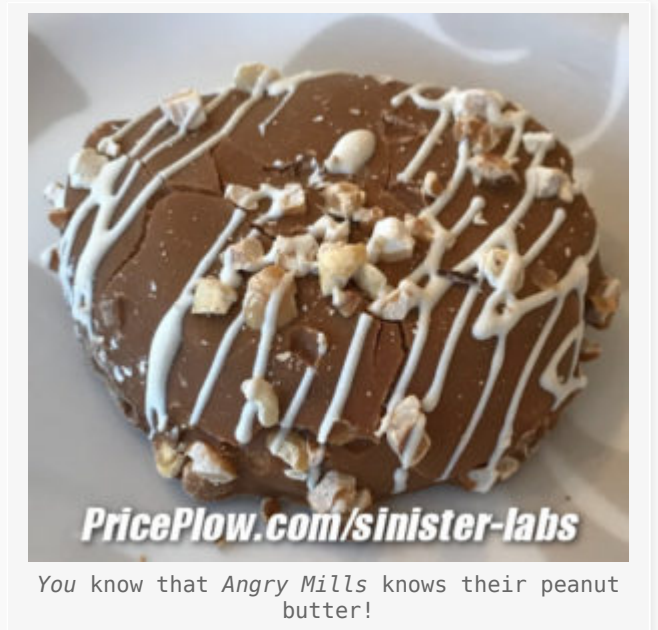 PricePlow.com/sinister-labs
You know that Angry Mills knows their peanut
butter!